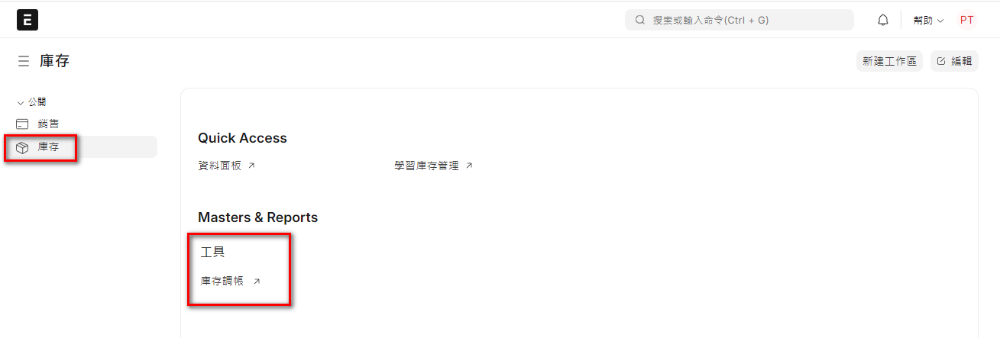 E
搜索或輸入命令(Ctrl + G)
幫助
PT
庫存
新建工作區
編輯
公開
銷售
庫存
Quick Access
資料面板
學習庫存管理
Masters & Reports
工具
庫存調帳